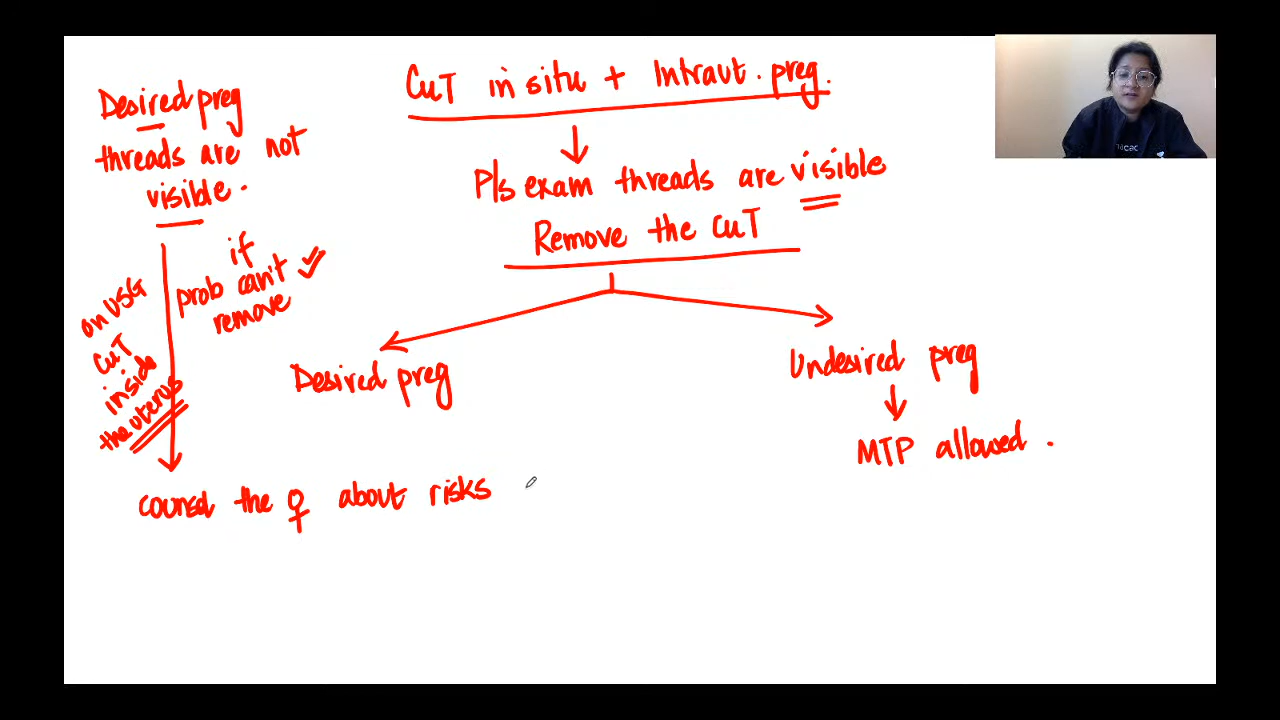 CuT in situ + Intraut. preg.
P/s exam threads are visible
Remove the CuT
Desired preg
Undesired preg
MTP allowed.
Desired preg
threads are not
visible.
if
prob can't
remove
on USG
CuT
inside
the uterus
counsel the ♀ about risks